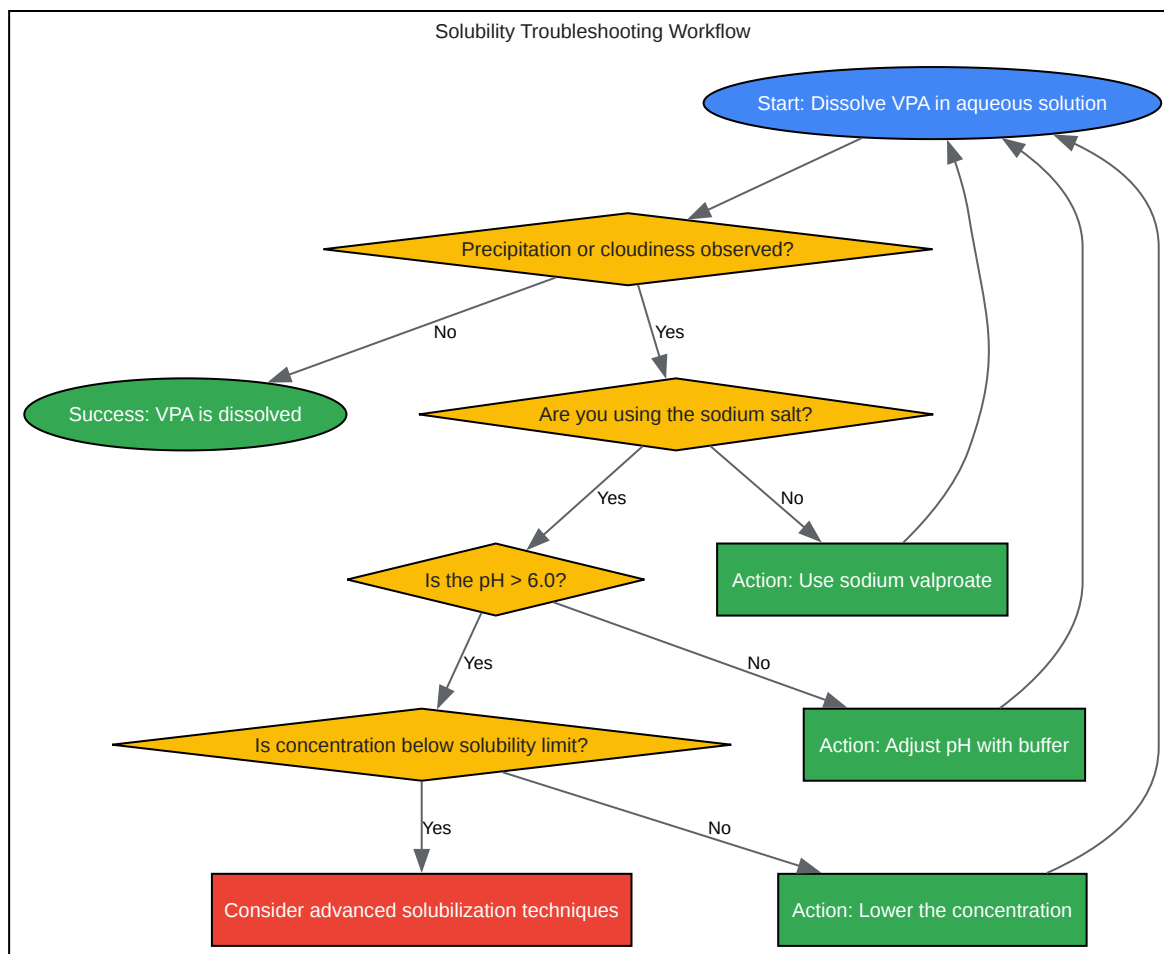 Solubility Troubleshooting Workflow
Start: Dissolve VPA in aqueous solution
Precipitation or cloudiness observed?
No
Yes
Success: VPA is dissolved
Are you using the sodium salt?
Yes
No
Is the pH > 6.0?
Action: Use sodium valproate
Yes
No
Is concentration below solubility limit?
Action: Adjust pH with buffer
Yes
No
Consider advanced solubilization techniques
Action: Lower the concentration